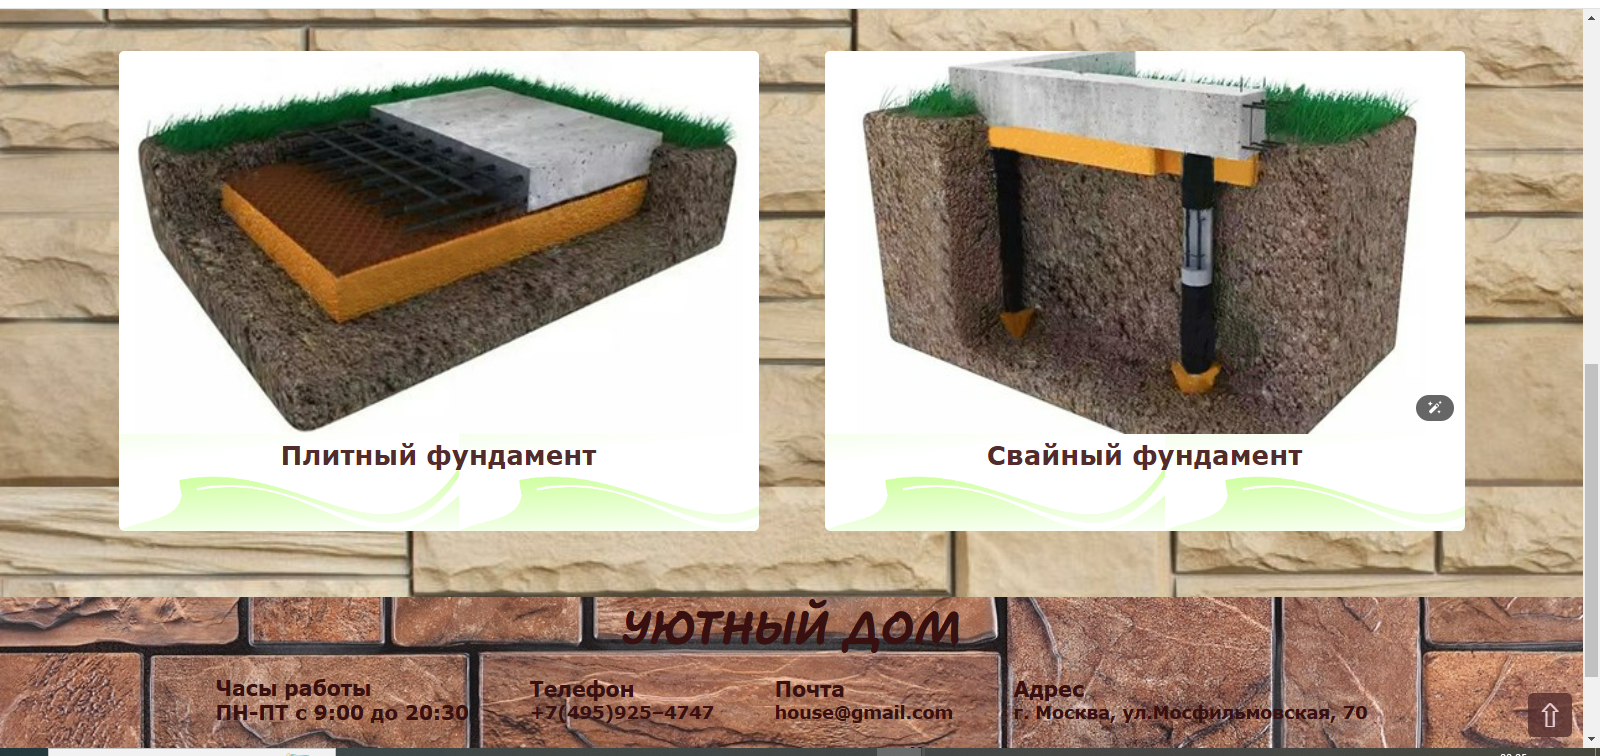 Плитный фундамент
Свайный фундамент
УЮТНЫЙ ДОМ
Часы работы
ПН-ПТ с 9:00 до 20:30
Телефон
+7(495)925–4747
Почта
house@gmail.com
Адрес
г. Москва, ул.Мосфильмовская, 70